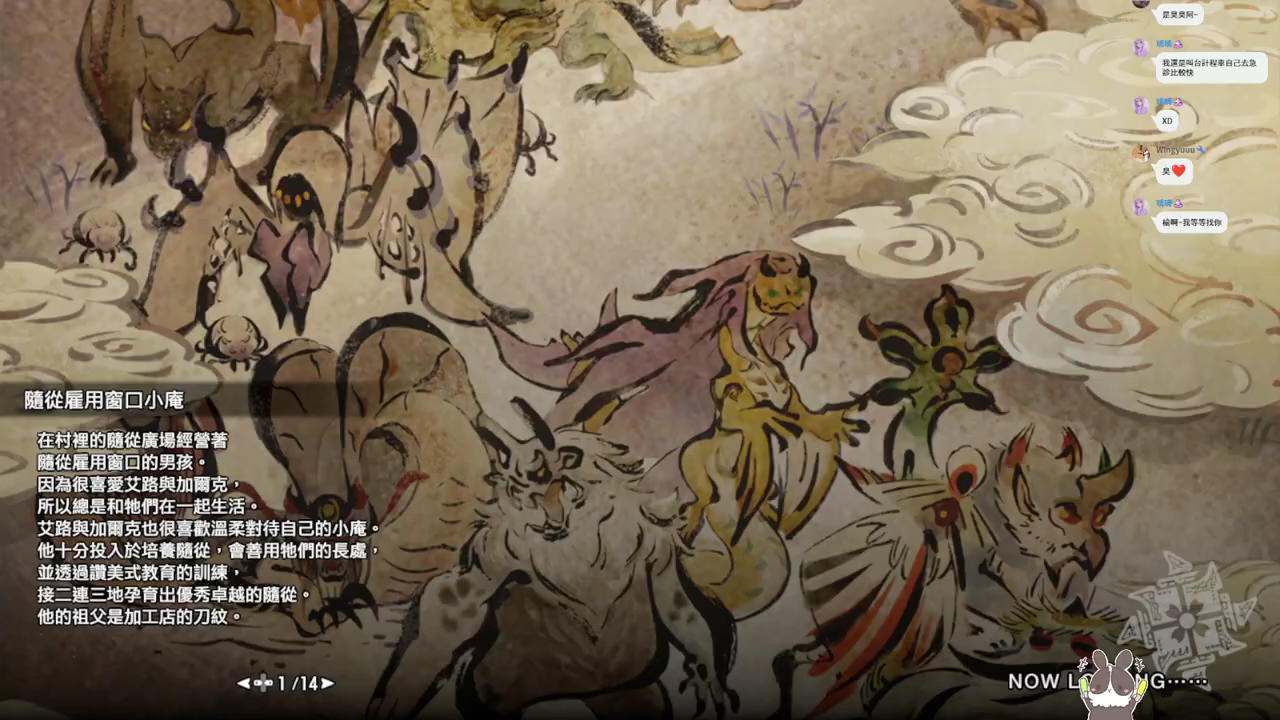 是臭臭阿~
我還是叫台計程車自己去急
診比較快
XD
Wingyuuu
臭❤️
榆啊~我等等找你
隨從雇用窗口小庵
在村裡的隨從廣場經營著
隨從雇用窗口的男孩。
因為很喜愛艾路與加爾克，
所以總是和牠們在一起生活。
艾路與加爾克也很喜歡溫柔對待自己的小庵。
他十分投入於培養隨從，會善用牠們的長處，
並透過讚美式教育的訓練，
接二連三地孕育出優秀卓越的隨從。
他的祖父是加工店的刀紋。
1 /14
NOW L NG……